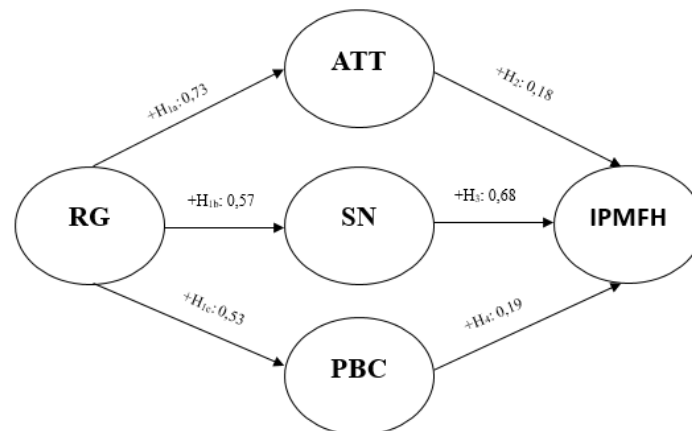 ATT
+H1a: 0,73
+H2: 0,18
RG
+H1b: 0,57
SN
+H3: 0,68
IPMFH
+H1c: 0,53
+H4: 0,19
PBC